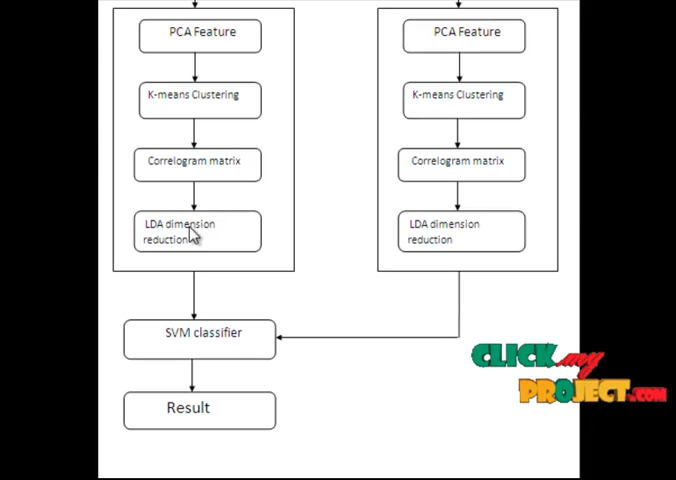 PCA Feature
K-means Clustering
Correlogram matrix
LDA dimension
reduction
PCA Feature
K-means Clustering
Correlogram matrix
LDA dimension
reduction
SVM classifier
Result
CLICK my
PROJECT.COM